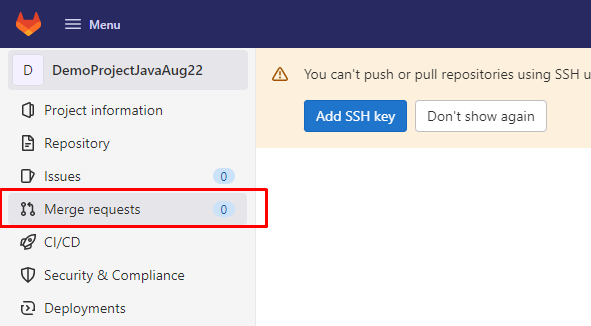 Menu
D DemoProjectJavaAug22
Project information
Repository
Issues 0
Merge requests 0
CI/CD
Security & Compliance
Deployments
You can't push or pull repositories using SSH u
Add SSH key Don't show again